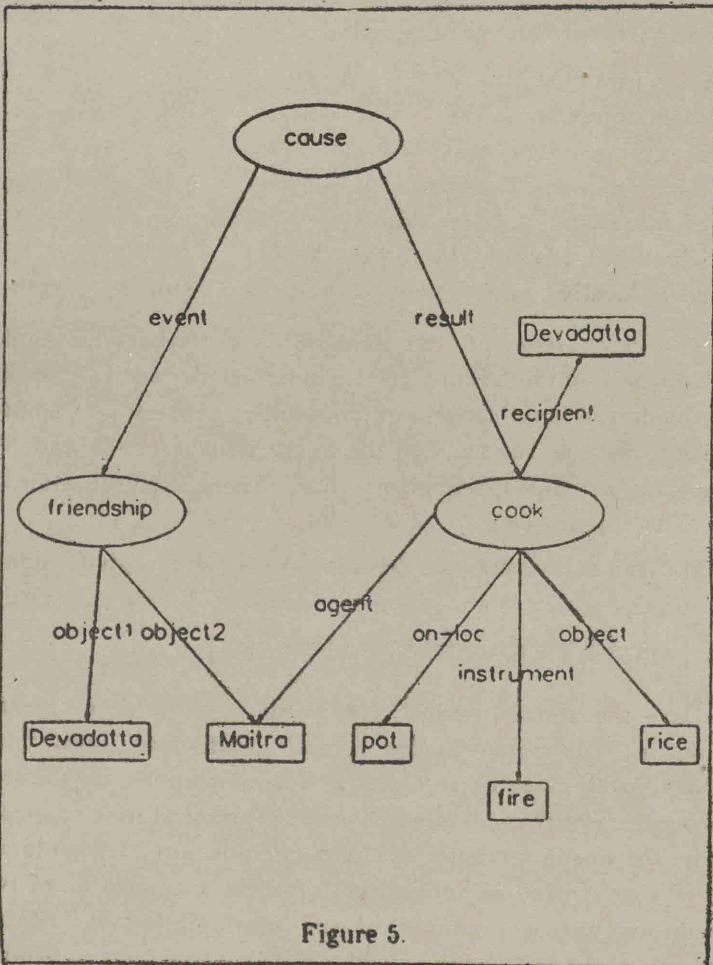 cause
event
result
Devadatta
recipient
friendship
cook
agent
object1 object2
on-loc
object
instrument
Devadatta
Maitra
pot
rice
fire
Figure 5.